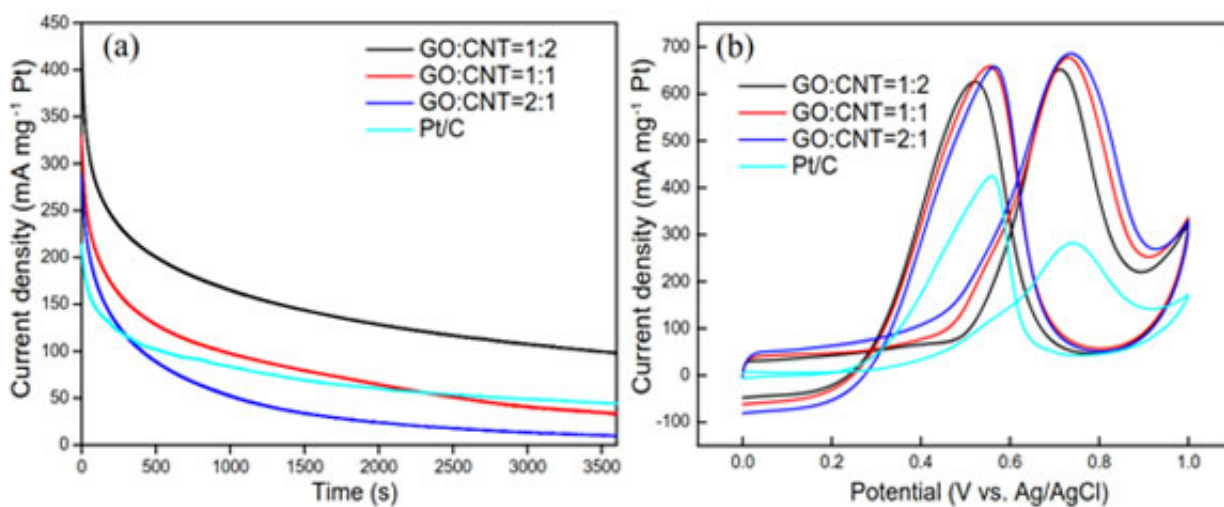 (a)
GO:CNT=1:2
GO:CNT=1:1
GO:CNT=2:1
Pt/C
Current density (mA mg⁻¹ Pt)
450
400
350
300
250
200
150
100
50
0
0 500 1000 1500 2000 2500 3000 3500
Time (s)
(b)
GO:CNT=1:2
GO:CNT=1:1
GO:CNT=2:1
Pt/C
Current density (mA mg⁻¹ Pt)
700
600
500
400
300
200
100
0
-100
0.0 0.2 0.4 0.6 0.8 1.0
Potential (V vs. Ag/AgCl)